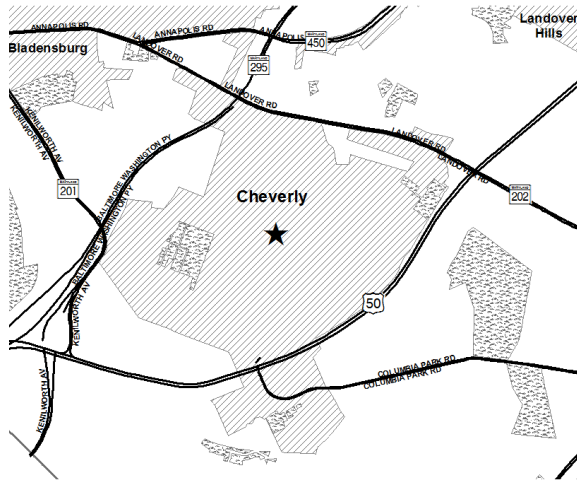 ANNAPOLIS RD
ANNAPOLIS RD
ANNAPOLIS
450
Landover
Hills
Bladensburg
LANDOVER RD
295
LANDOVER RD
KENILWORTH AV
KENILWORTH AV
LANDOVER RD
LANDOVER RD
201
BALTIMORE WASHINGTON PY
BALTIMORE WASHINGTON PY
Cheverly
202
KENILWORTH AV
50
COLUMBIA PARK RD
COLUMBIA PARK RD
KENILWORTH AV